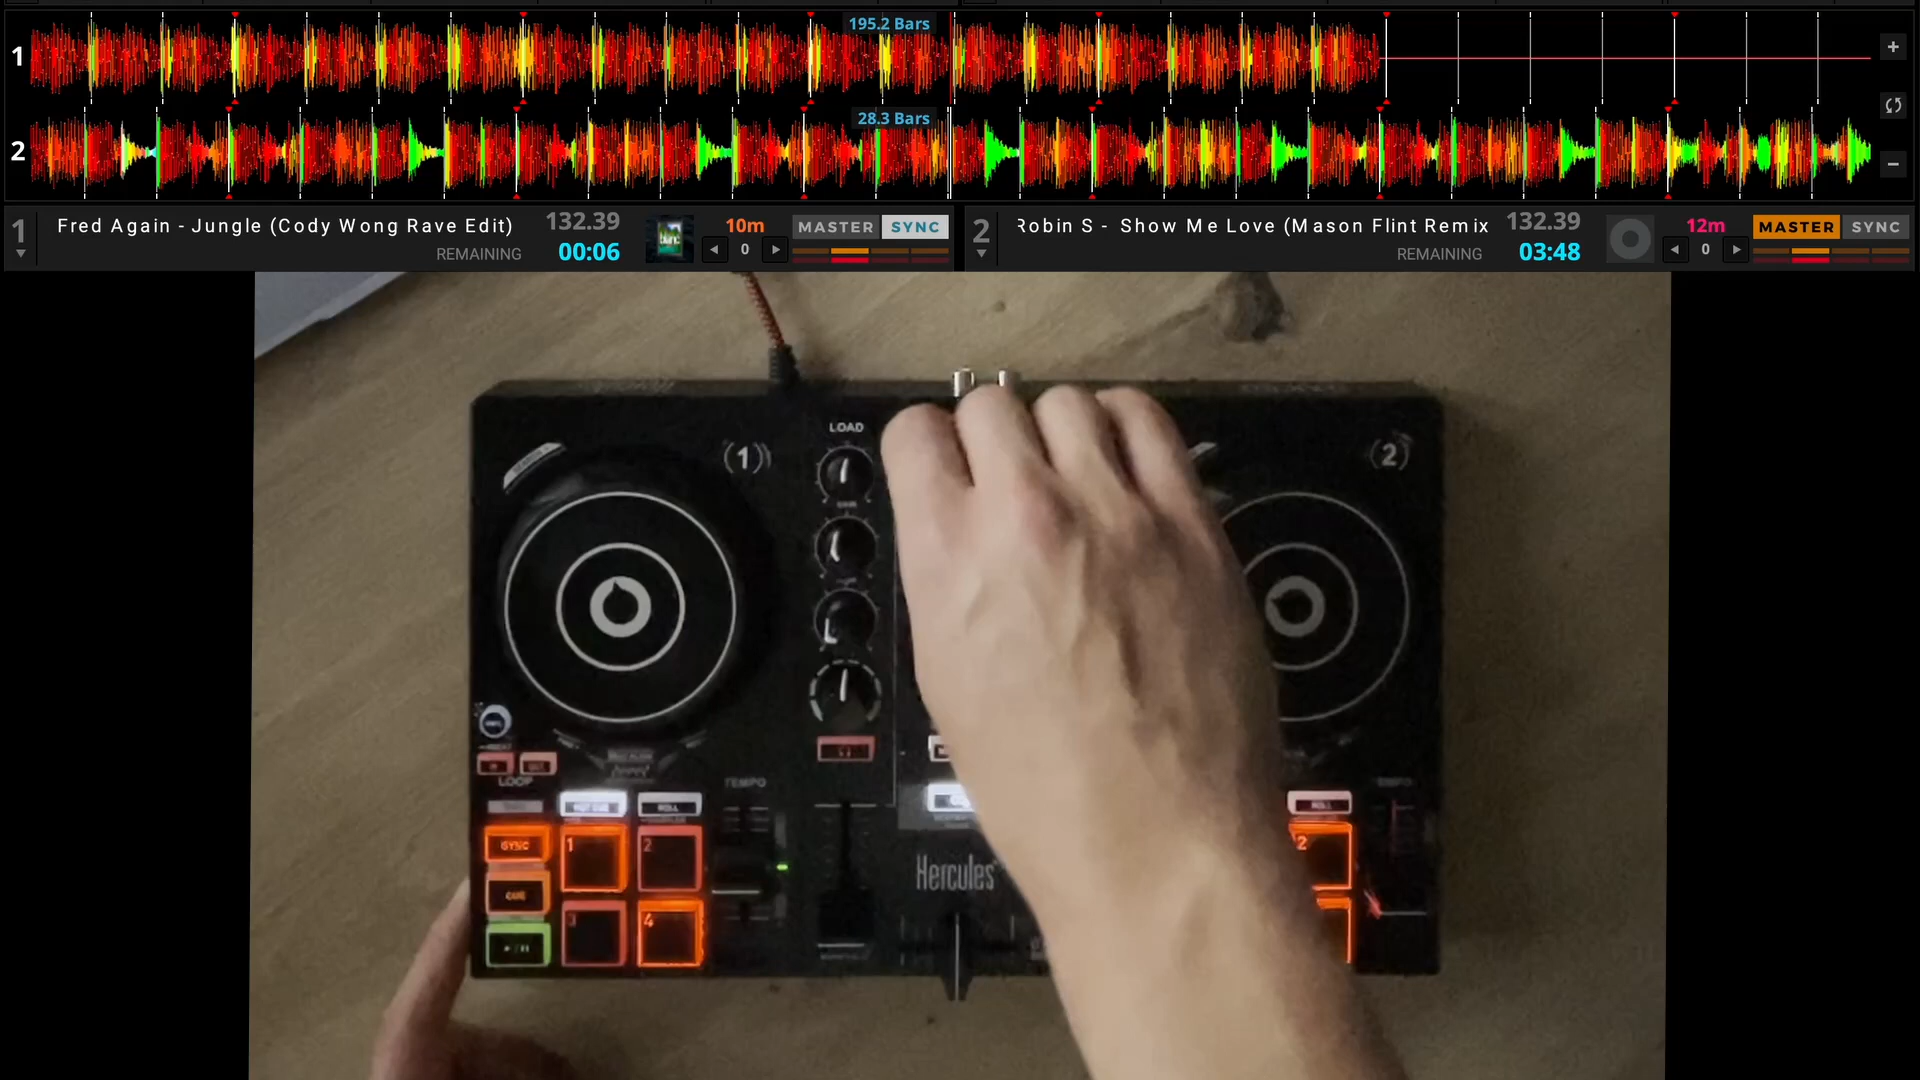 195.2 Bars
1
+
28.3 Bars
2
−
1
Fred Again - Jungle (Cody Wong Rave Edit)
132.39
REMAINING
00:06
10m
0
MASTER
SYNC
2
Robin S - Show Me Love (Mason Flint Remix
132.39
REMAINING
03:48
12m
0
MASTER
SYNC
LOAD
(1)
(2)
LOOP
TEMPO
ROLL
ROLL
SYNC
1
2
2
CUE
Hercules
3
4